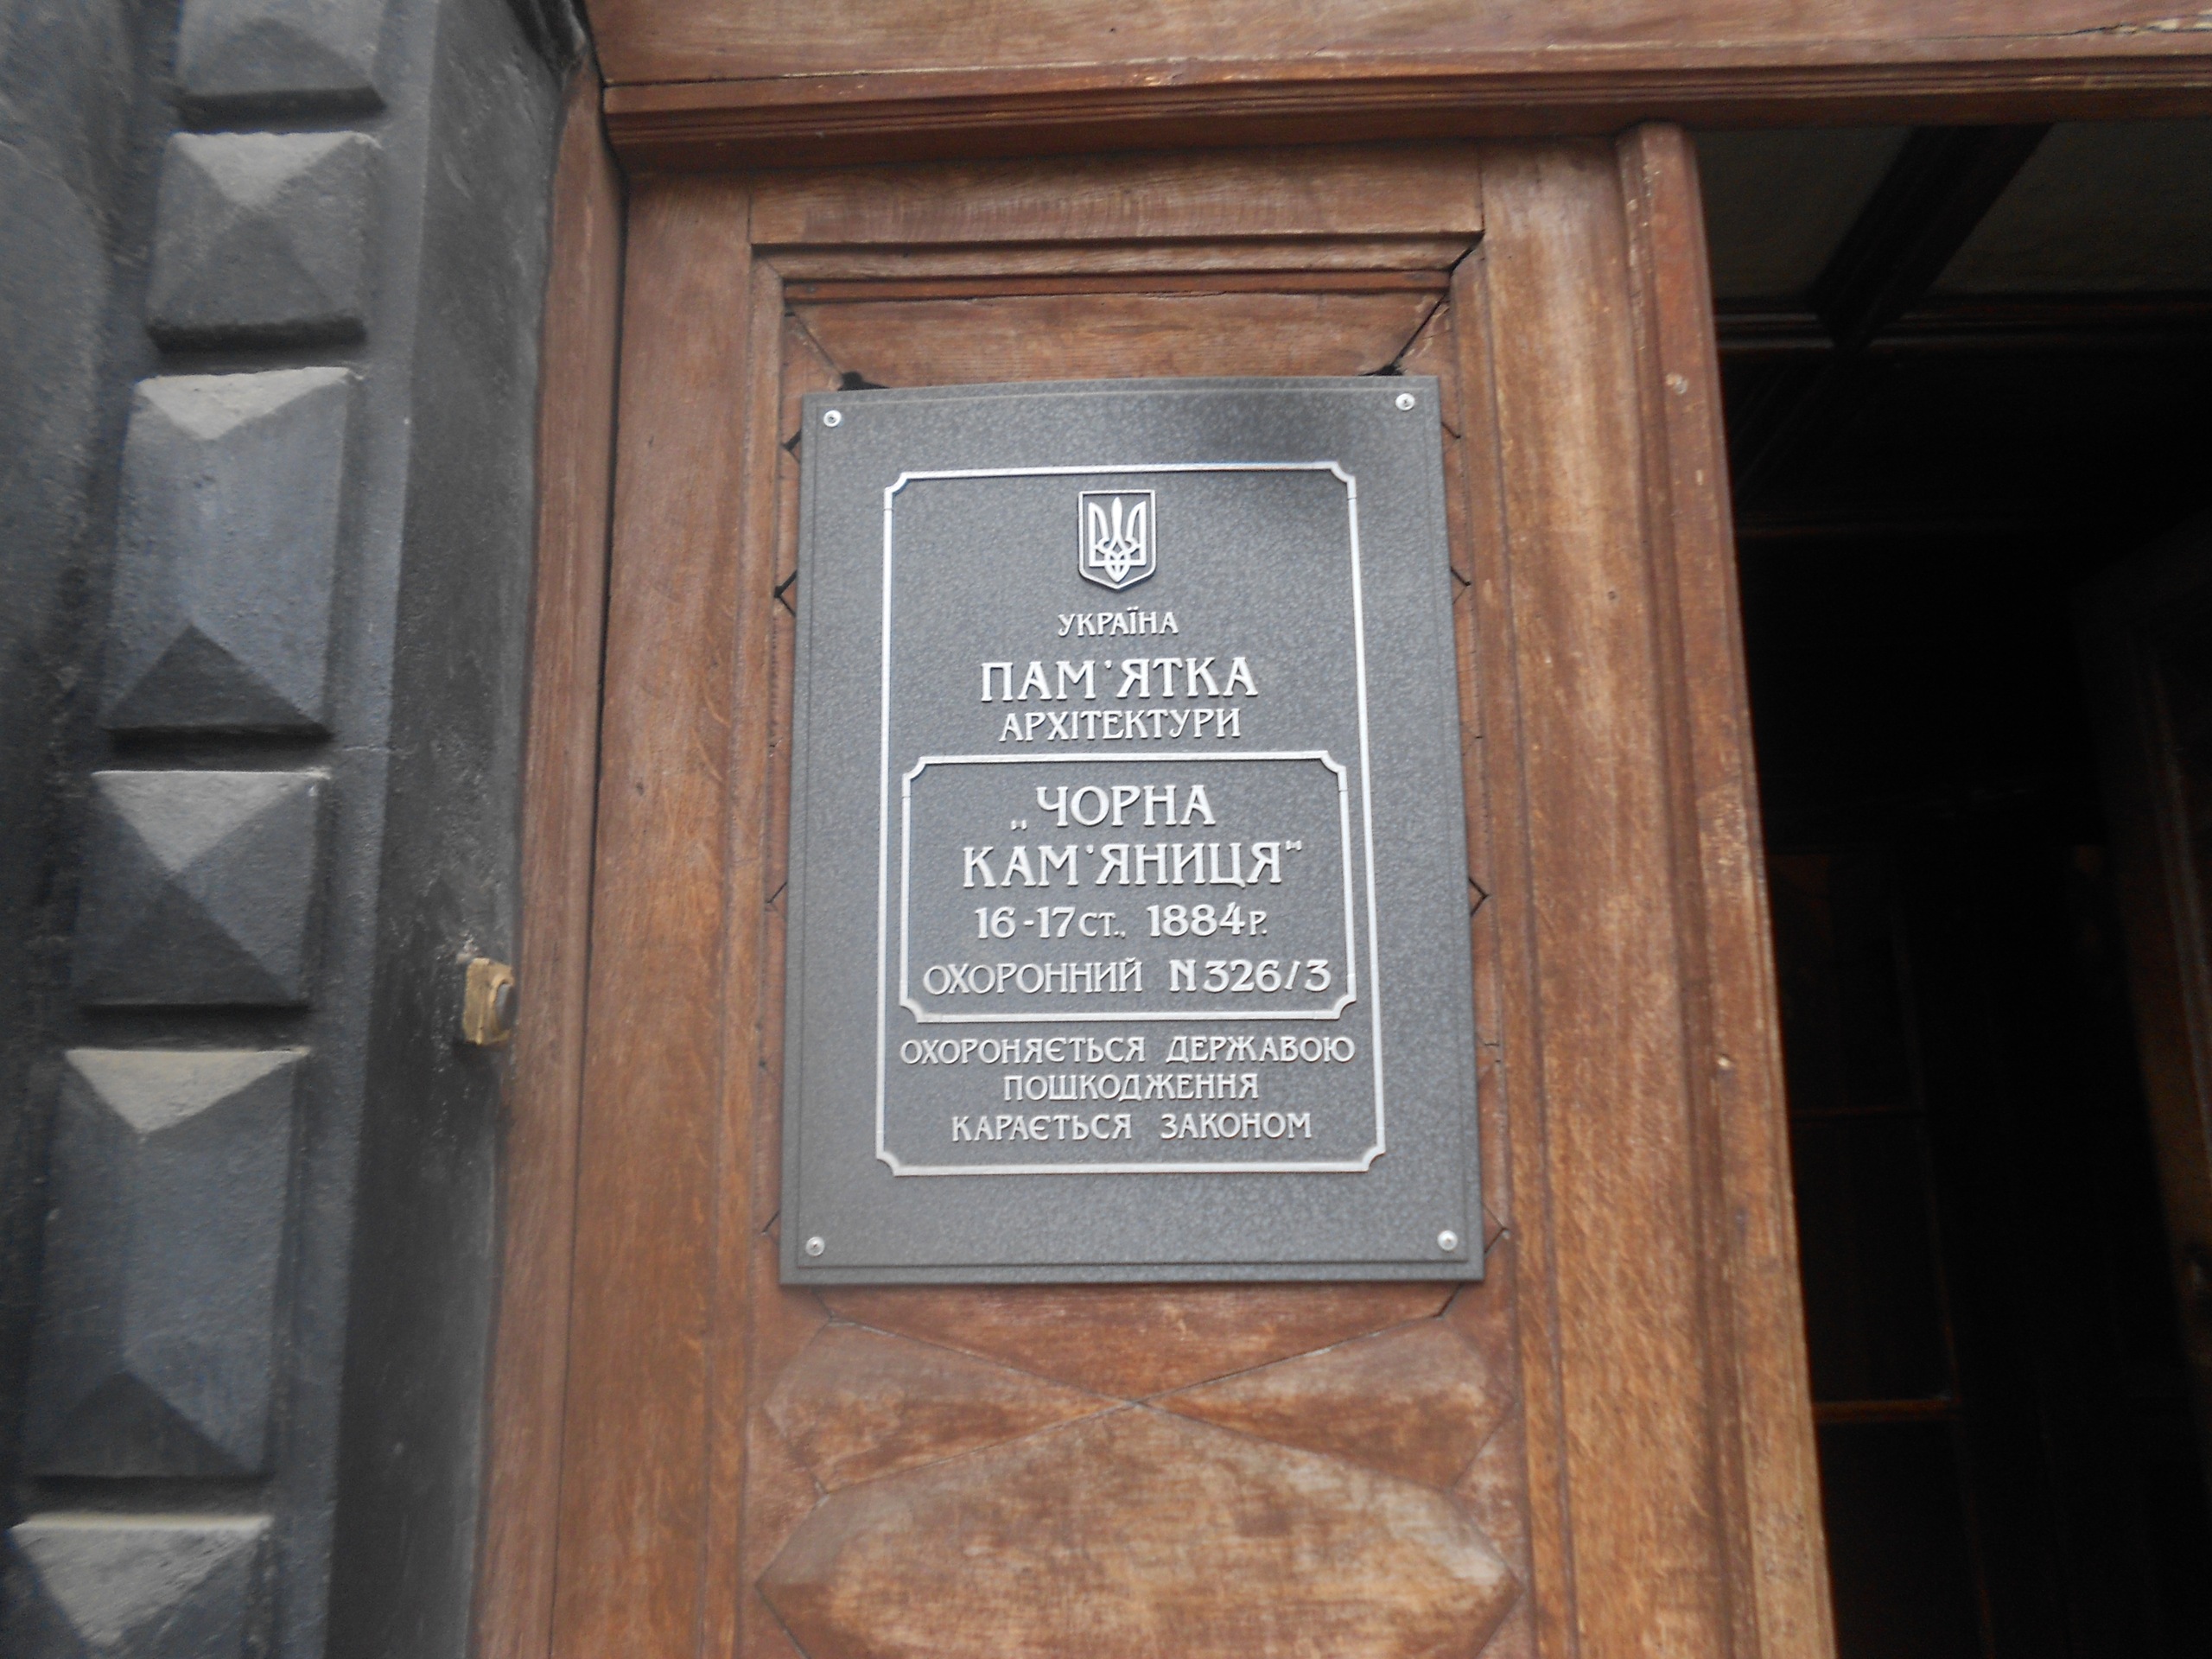 УКРАЇНА
ПАМ'ЯТКА
АРХІТЕКТУРИ
„ЧОРНА
КАМ'ЯНИЦЯ"
16-17 СТ., 1884 Р.
ОХОРОННИЙ N 326/3
ОХОРОНЯЄТЬСЯ ДЕРЖАВОЮ
ПОШКОДЖЕННЯ
КАРАЄТЬСЯ ЗАКОНОМ